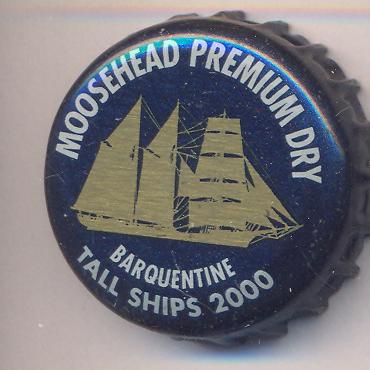 MOOSEHEAD PREMIUM DRY
BARQUENTINE
TALL SHIPS 2000